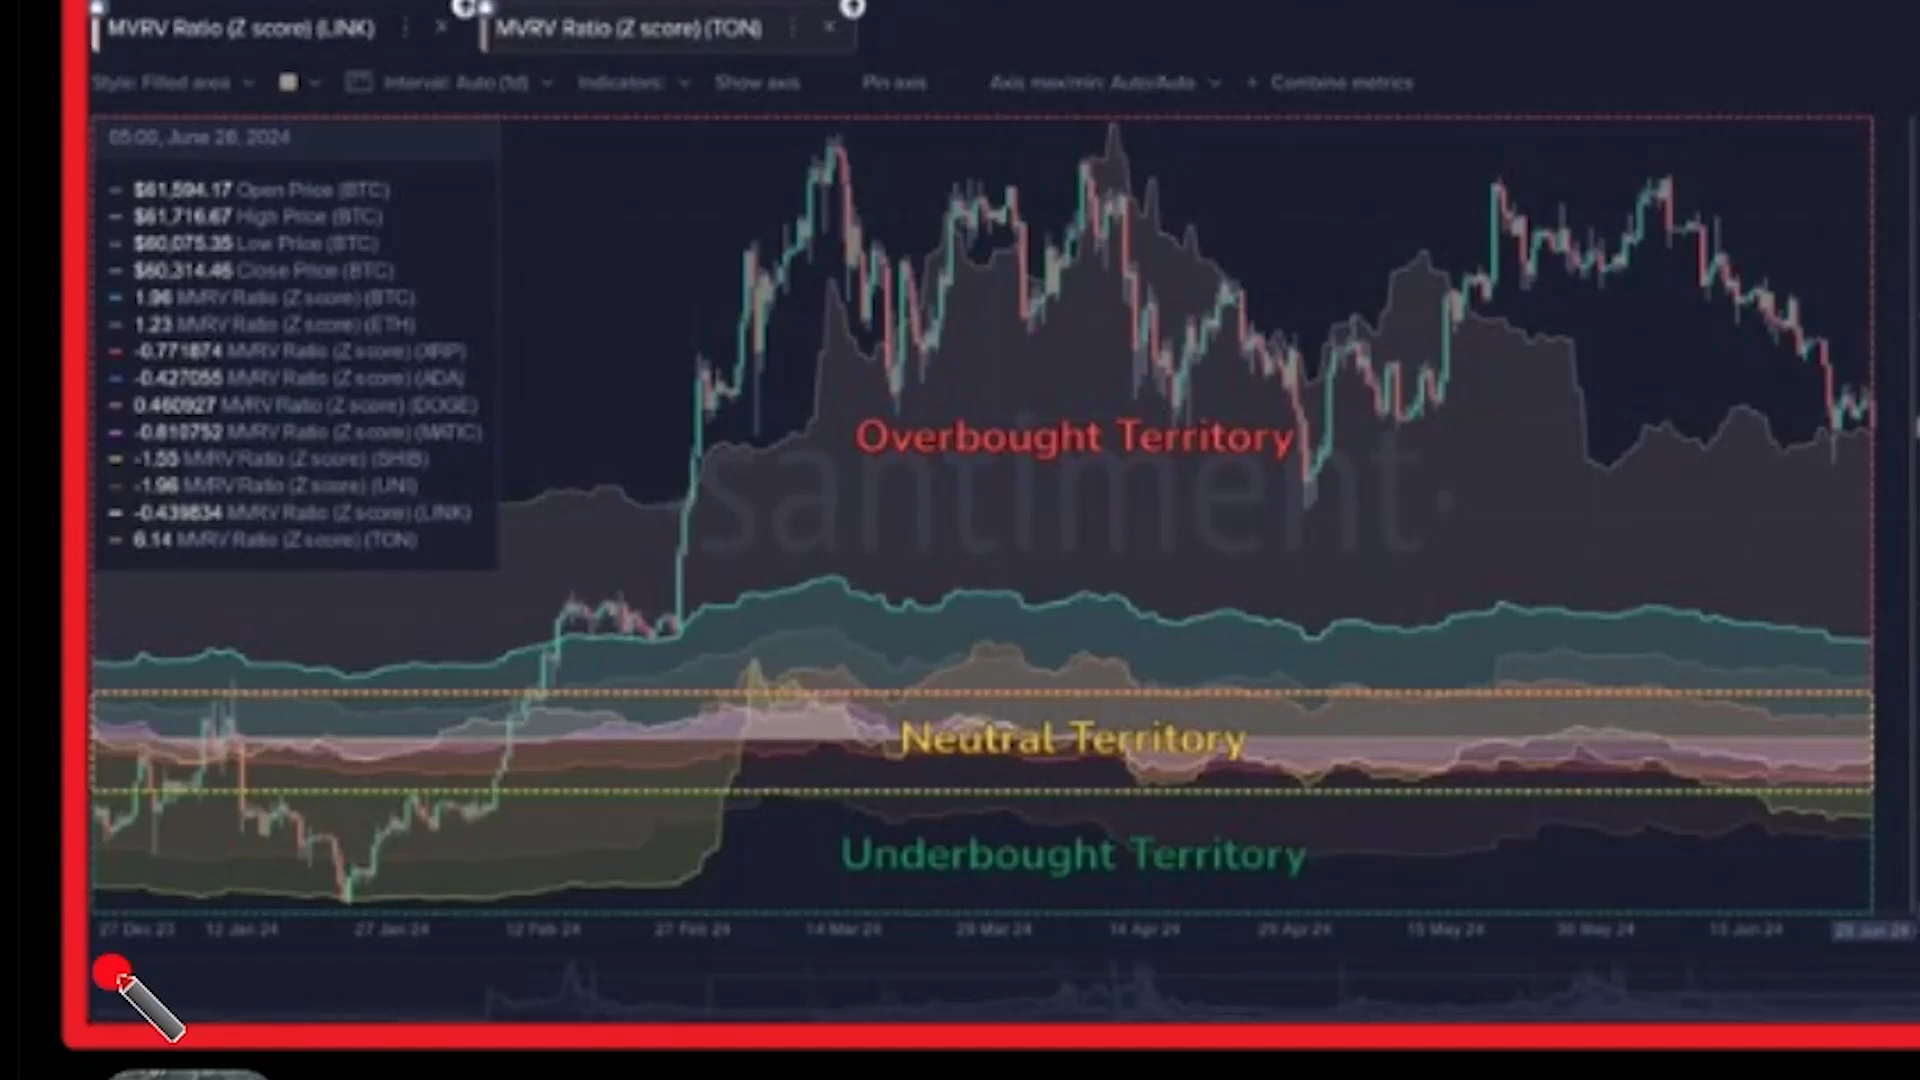 MVRV Ratio (Z score) (LINK)
MVRV Ratio (Z score) (TON)
Style: Filled area
Interval: Auto (1d)
Indicators:
Show axis
Pin axis
Axis max/min: Auto/Auto
+ Combine metrics
05:00, June 28, 2024
$61,594.17 Open Price (BTC)
$61,716.67 High Price (BTC)
$60,075.35 Low Price (BTC)
$60,314.46 Close Price (BTC)
1.96 MVRV Ratio (Z score) (BTC)
1.23 MVRV Ratio (Z score) (ETH)
-0.771874 MVRV Ratio (Z score) (XRP)
-0.427055 MVRV Ratio (Z score) (ADA)
0.460927 MVRV Ratio (Z score) (DOGE)
-0.810752 MVRV Ratio (Z score) (MATIC)
-1.55 MVRV Ratio (Z score) (SHIB)
-1.96 MVRV Ratio (Z score) (UNI)
-0.439834 MVRV Ratio (Z score) (LINK)
6.14 MVRV Ratio (Z score) (TON)
Overbought Territory
santiment.
Neutral Territory
Underbought Territory
27 Dec 23
12 Jan 24
27 Jan 24
12 Feb 24
27 Feb 24
14 Mar 24
29 Mar 24
14 Apr 24
29 Apr 24
15 May 24
30 May 24
15 Jun 24